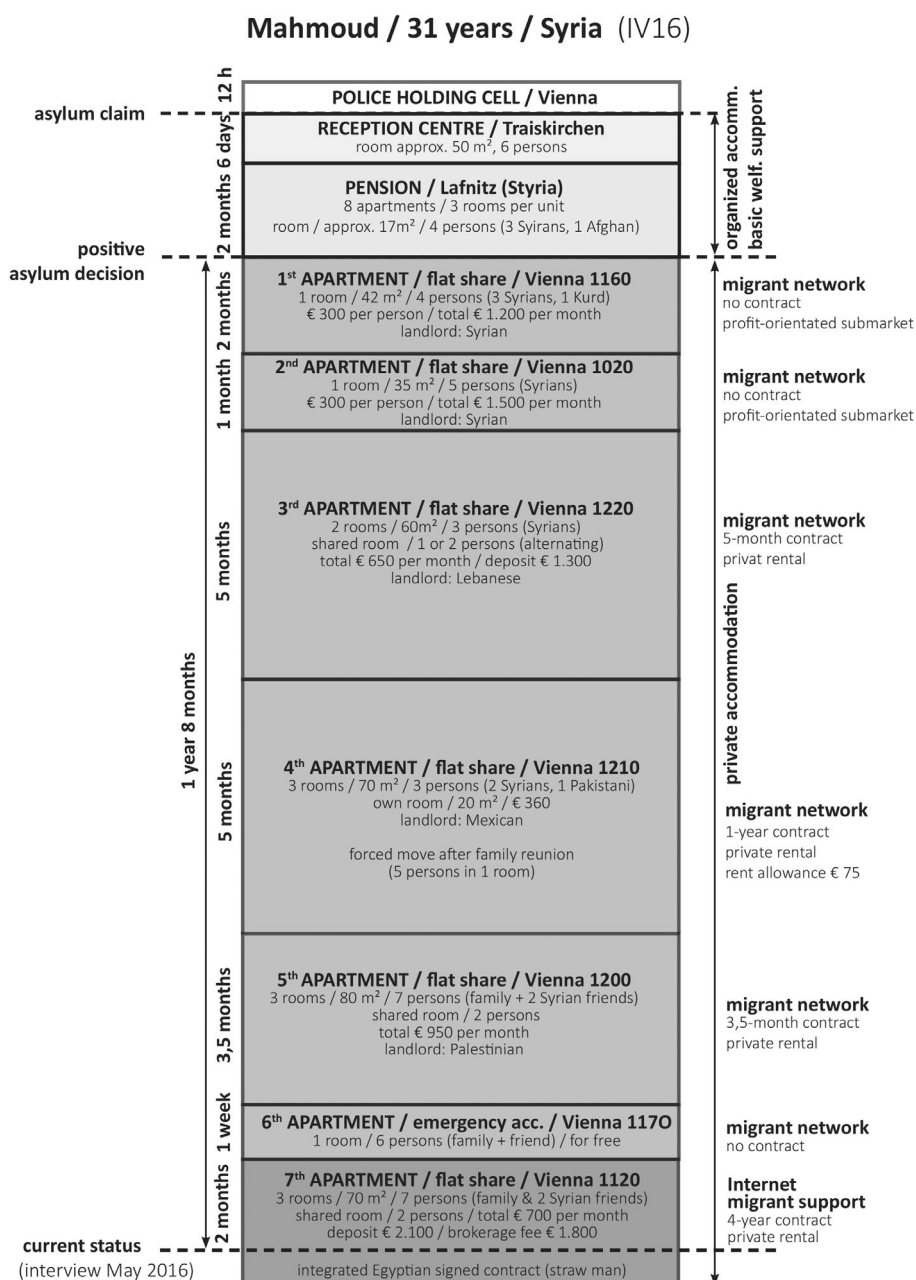 Mahmoud / 31 years / Syria (IV16)
12 h
POLICE HOLDING CELL / Vienna
asylum claim
6 days
RECEPTION CENTRE / Traiskirchen
room approx. 50 m², 6 persons
organized accomm.
basic welf. support
2 months
PENSION / Lafnitz (Styria)
8 apartments / 3 rooms per unit
room / approx. 17m² / 4 persons (3 Syirans, 1 Afghan)
positive
asylum decision
1 year 8 months
private accommodation
2 months
1st APARTMENT / flat share / Vienna 1160
1 room / 42 m² / 4 persons (3 Syrians, 1 Kurd)
€ 300 per person / total € 1.200 per month
landlord: Syrian
migrant network
no contract
profit-orientated submarket
1 month
2nd APARTMENT / flat share / Vienna 1020
1 room / 35 m² / 5 persons (Syrians)
€ 300 per person / total € 1.500 per month
landlord: Syrian
migrant network
no contract
profit-orientated submarket
5 months
3rd APARTMENT / flat share / Vienna 1220
2 rooms / 60m² / 3 persons (Syrians)
shared room / 1 or 2 persons (alternating)
total € 650 per month / deposit € 1.300
landlord: Lebanese
migrant network
5-month contract
privat rental
5 months
4th APARTMENT / flat share / Vienna 1210
3 rooms / 70 m² / 3 persons (2 Syrians, 1 Pakistani)
own room / 20 m² / € 360
landlord: Mexican
forced move after family reunion
(5 persons in 1 room)
migrant network
1-year contract
private rental
rent allowance € 75
3,5 months
5th APARTMENT / flat share / Vienna 1200
3 rooms / 80 m² / 7 persons (family + 2 Syrian friends)
shared room / 2 persons
total € 950 per month
landlord: Palestinian
migrant network
3,5-month contract
private rental
1 week
6th APARTMENT / emergency acc. / Vienna 117O
1 room / 6 persons (family + friend) / for free
migrant network
no contract
2 months
7th APARTMENT / flat share / Vienna 1120
3 rooms / 70 m² / 7 persons (family & 2 Syrian friends)
shared room / 2 persons / total € 700 per month
deposit € 2.100 / brokerage fee € 1.800
Internet
migrant support
4-year contract
private rental
current status
(interview May 2016)
integrated Egyptian signed contract (straw man)